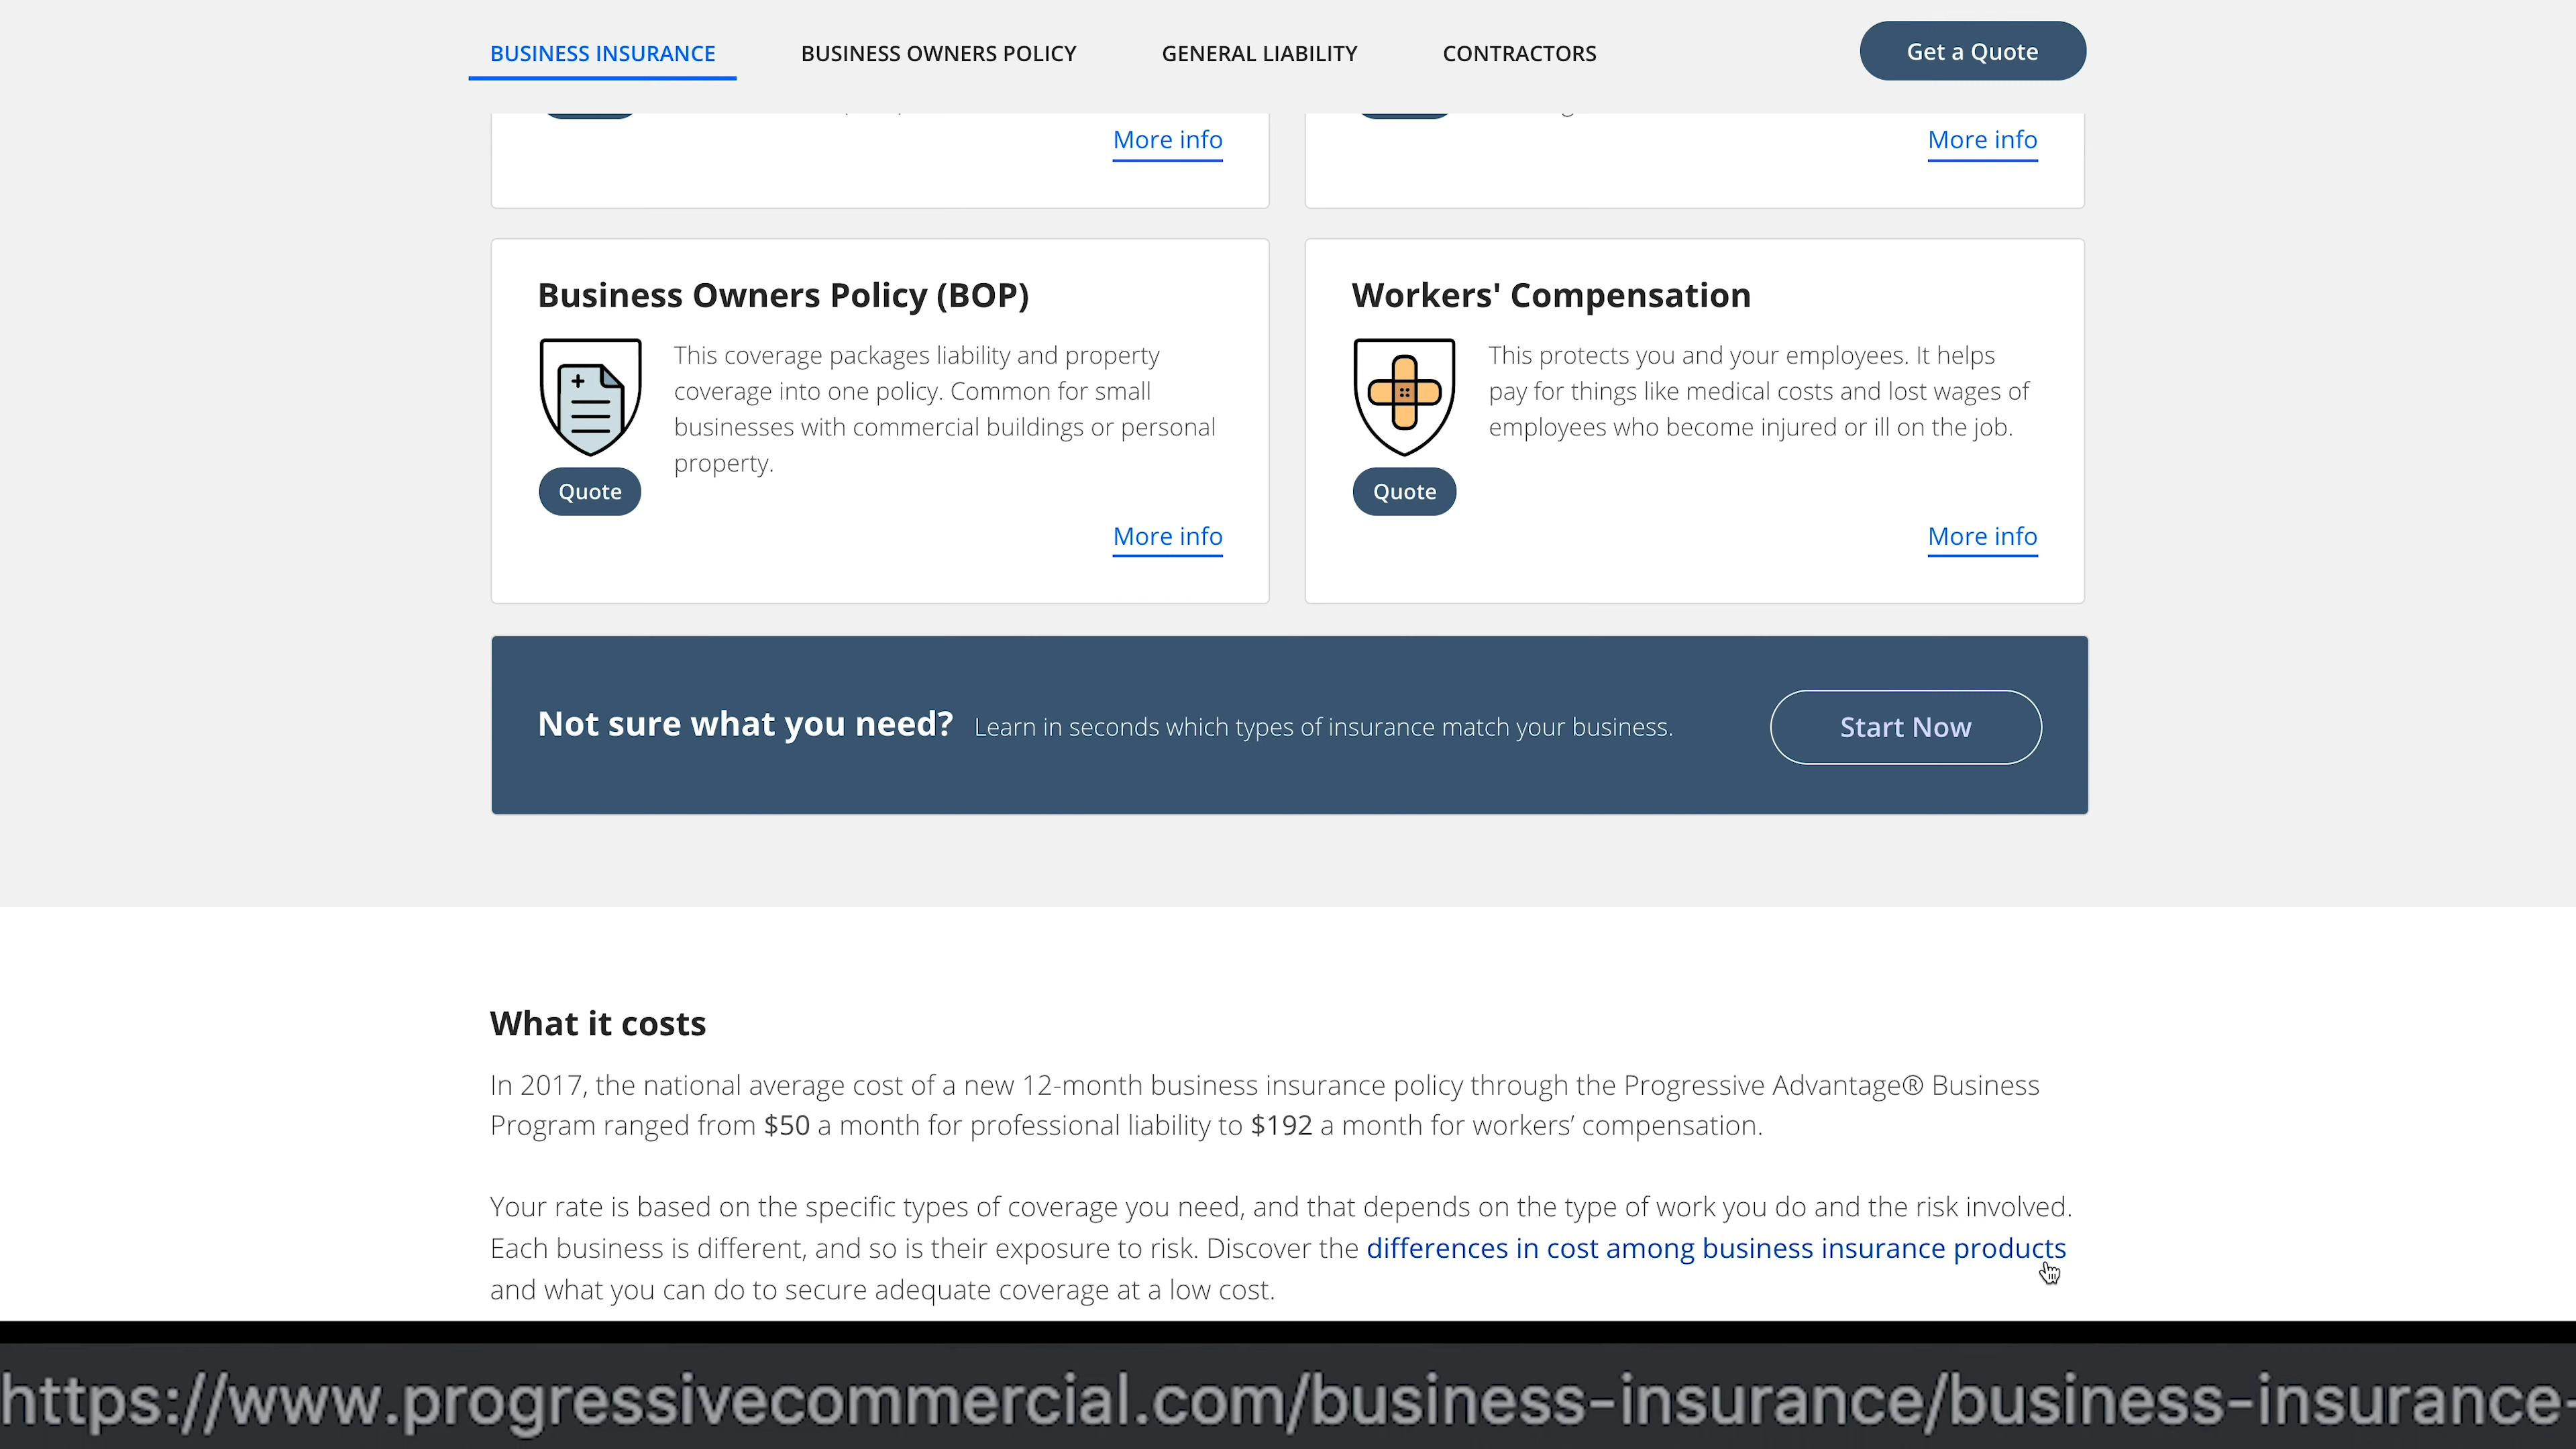 BUSINESS INSURANCE
BUSINESS OWNERS POLICY
GENERAL LIABILITY
CONTRACTORS
Get a Quote
More info
More info
Business Owners Policy (BOP)
This coverage packages liability and property
coverage into one policy. Common for small
businesses with commercial buildings or personal
property.
Quote
More info
Workers' Compensation
This protects you and your employees. It helps
pay for things like medical costs and lost wages of
employees who become injured or ill on the job.
Quote
More info
Not sure what you need? Learn in seconds which types of insurance match your business.
Start Now
What it costs
In 2017, the national average cost of a new 12-month business insurance policy through the Progressive Advantage® Business
Program ranged from $50 a month for professional liability to $192 a month for workers’ compensation.
Your rate is based on the specific types of coverage you need, and that depends on the type of work you do and the risk involved.
Each business is different, and so is their exposure to risk. Discover the differences in cost among business insurance products
and what you can do to secure adequate coverage at a low cost.
https://www.progressivecommercial.com/business-insurance/business-insurance-